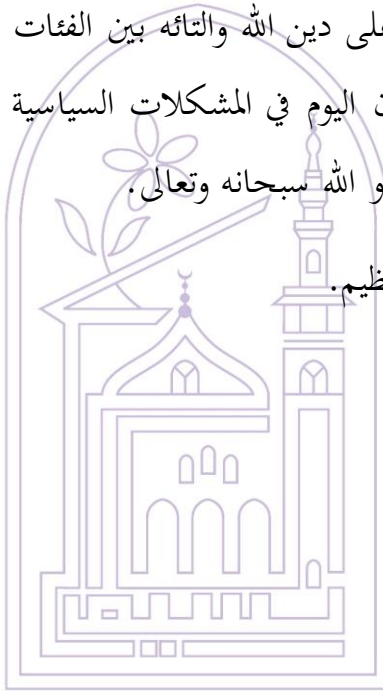 على دين الله والتائه بين الفئات
اليوم في المشكلات السياسية
الله سبحانه وتعالى.